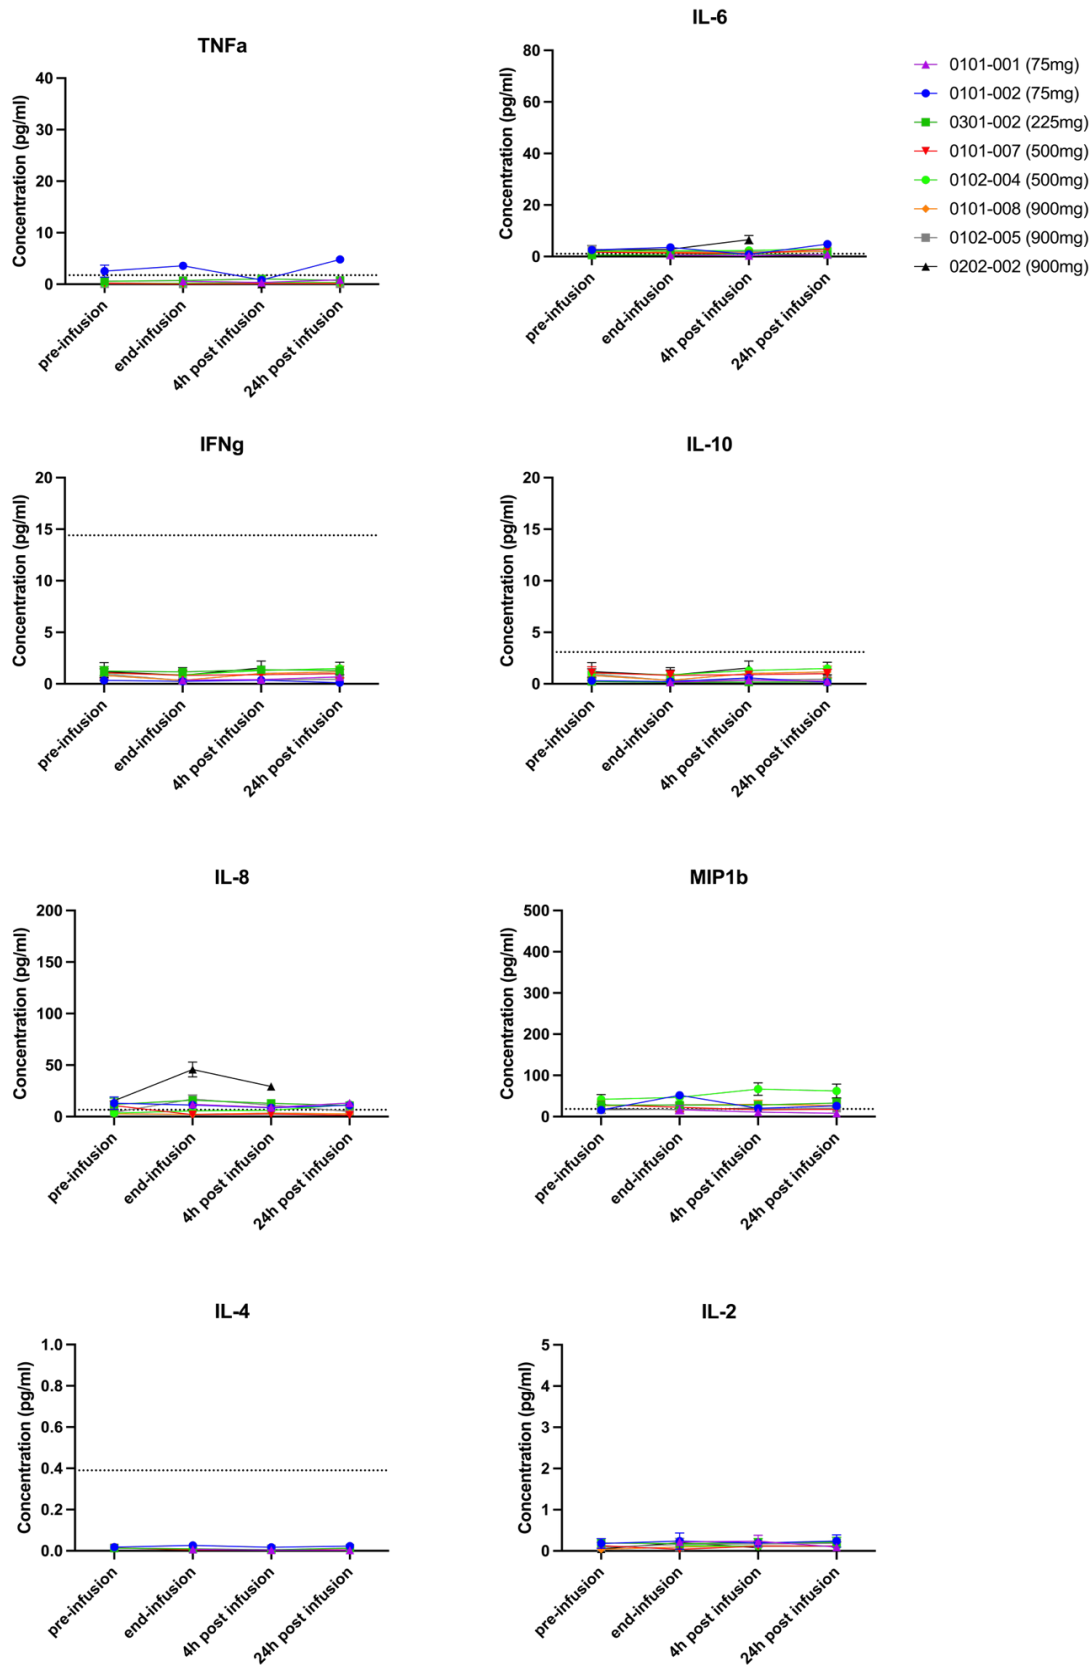 TNFa
Concentration (pg/ml)
40
30
20
10
0
pre-infusion
end-infusion
4h post infusion
24h post infusion
IL-6
Concentration (pg/ml)
80
60
40
20
0
pre-infusion
end-infusion
4h post infusion
24h post infusion
0101-001 (75mg)
0101-002 (75mg)
0301-002 (225mg)
0101-007 (500mg)
0102-004 (500mg)
0101-008 (900mg)
0102-005 (900mg)
0202-002 (900mg)
IFNg
Concentration (pg/ml)
20
15
10
5
0
pre-infusion
end-infusion
4h post infusion
24h post infusion
IL-10
Concentration (pg/ml)
20
15
10
5
0
pre-infusion
end-infusion
4h post infusion
24h post infusion
IL-8
Concentration (pg/ml)
200
150
100
50
0
pre-infusion
end-infusion
4h post infusion
24h post infusion
MIP1b
Concentration (pg/ml)
500
400
300
200
100
0
pre-infusion
end-infusion
4h post infusion
24h post infusion
IL-4
Concentration (pg/ml)
1.0
0.8
0.6
0.4
0.2
0.0
pre-infusion
end-infusion
4h post infusion
24h post infusion
IL-2
Concentration (pg/ml)
5
4
3
2
1
0
pre-infusion
end-infusion
4h post infusion
24h post infusion